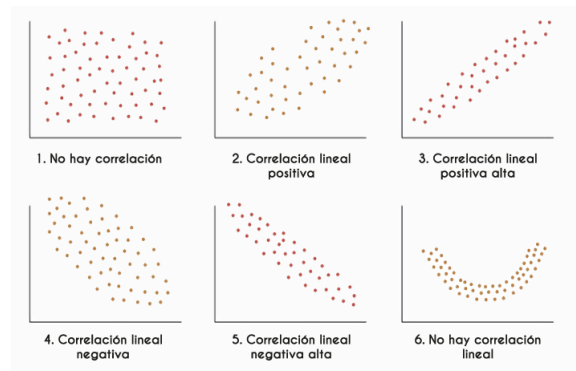 1. No hay correlación
2. Correlación lineal
positiva
3. Correlación lineal
positiva alta
4. Correlación lineal
negativa
5. Correlación lineal
negativa alta
6. No hay correlación
lineal